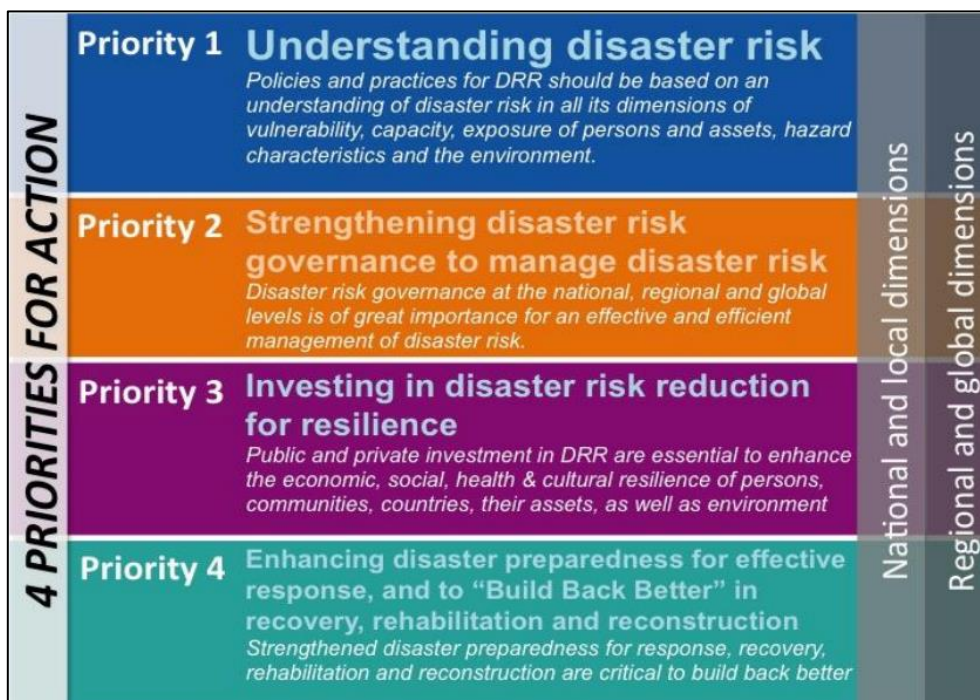 4 PRIORITIES FOR ACTION
Priority 1
Understanding disaster risk
Policies and practices for DRR should be based on an
understanding of disaster risk in all its dimensions of
vulnerability, capacity, exposure of persons and assets, hazard
characteristics and the environment.
Priority 2
Strengthening disaster risk
governance to manage disaster risk
Disaster risk governance at the national, regional and global
levels is of great importance for an effective and efficient
management of disaster risk.
Priority 3
Investing in disaster risk reduction
for resilience
Public and private investment in DRR are essential to enhance
the economic, social, health & cultural resilience of persons,
communities, countries, their assets, as well as environment
Priority 4
Enhancing disaster preparedness for effective
response, and to “Build Back Better” in
recovery, rehabilitation and reconstruction
Strengthened disaster preparedness for response, recovery,
rehabilitation and reconstruction are critical to build back better
National and local dimensions
Regional and global dimensions